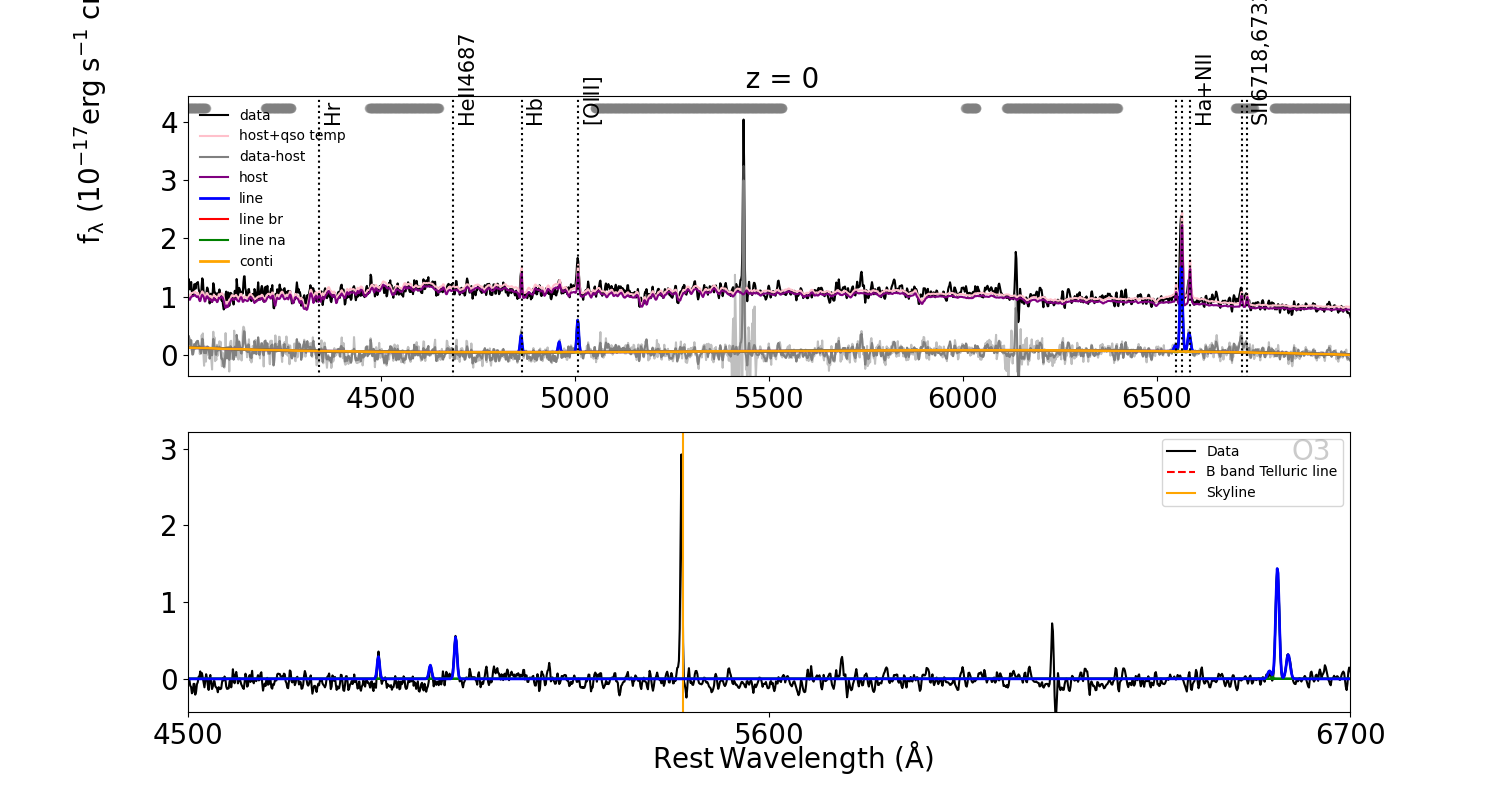 z = 0
fλ (10−17erg s−1 c
Hr
HeII4687
Hb
[OIII]
Ha+NII
SII6718,673
data
host+qso temp
data-host
host
line
line br
line na
conti
4
3
2
1
0
4500
5000
5500
6000
6500
O3
Data
B band Telluric line
Skyline
3
2
1
0
4500
5600
6700
Rest Wavelength (Å)